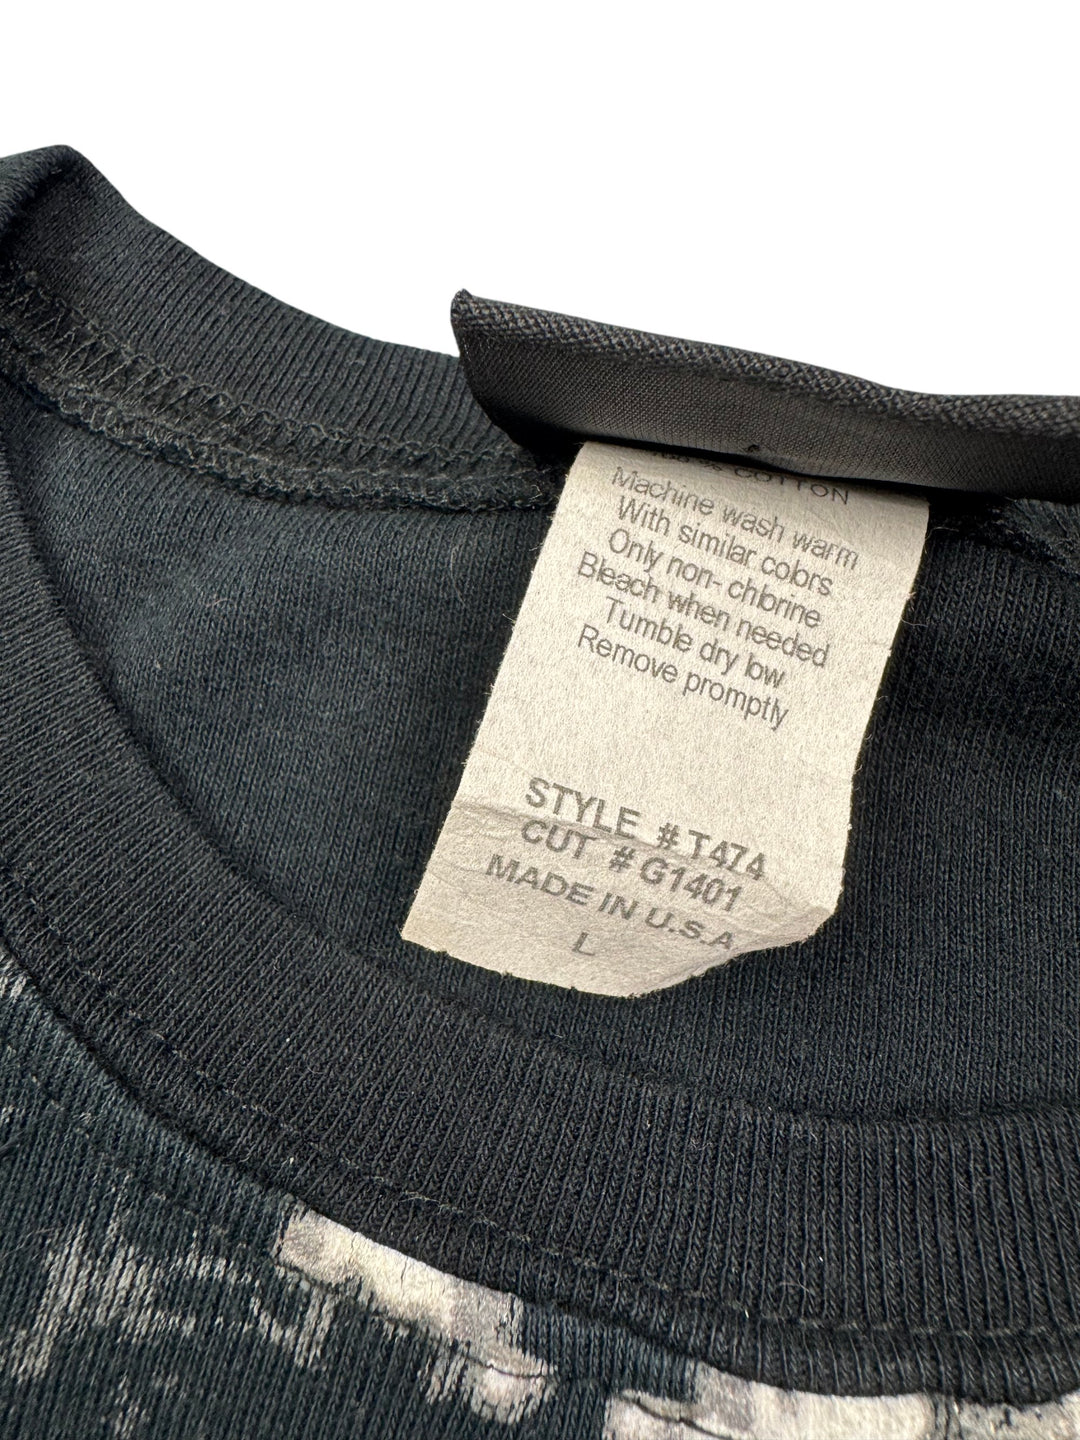 % COTTON
Machine wash warm
With similar colors
Only non- chlorine
Bleach when needed
Tumble dry low
Remove promptly
STYLE # T474
CUT # G1401
MADE IN U.S.A
L